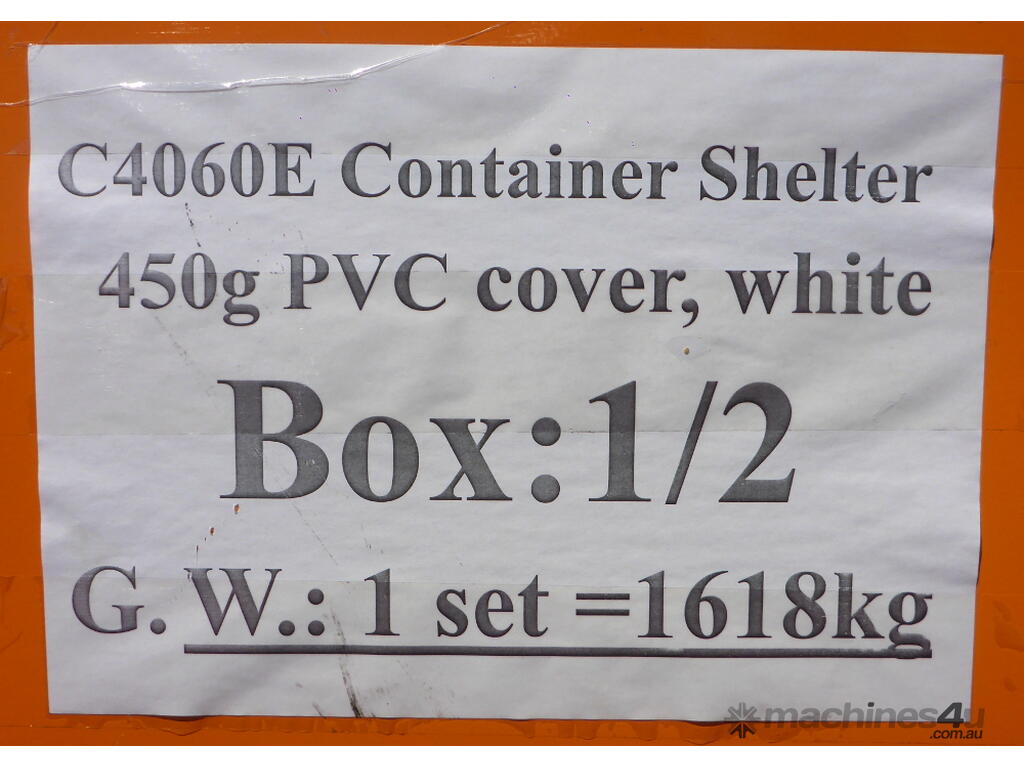 C4060E Container Shelter
450g PVC cover, white
Box:1/2
G. W.: 1 set =1618kg
machines4u
.com.au